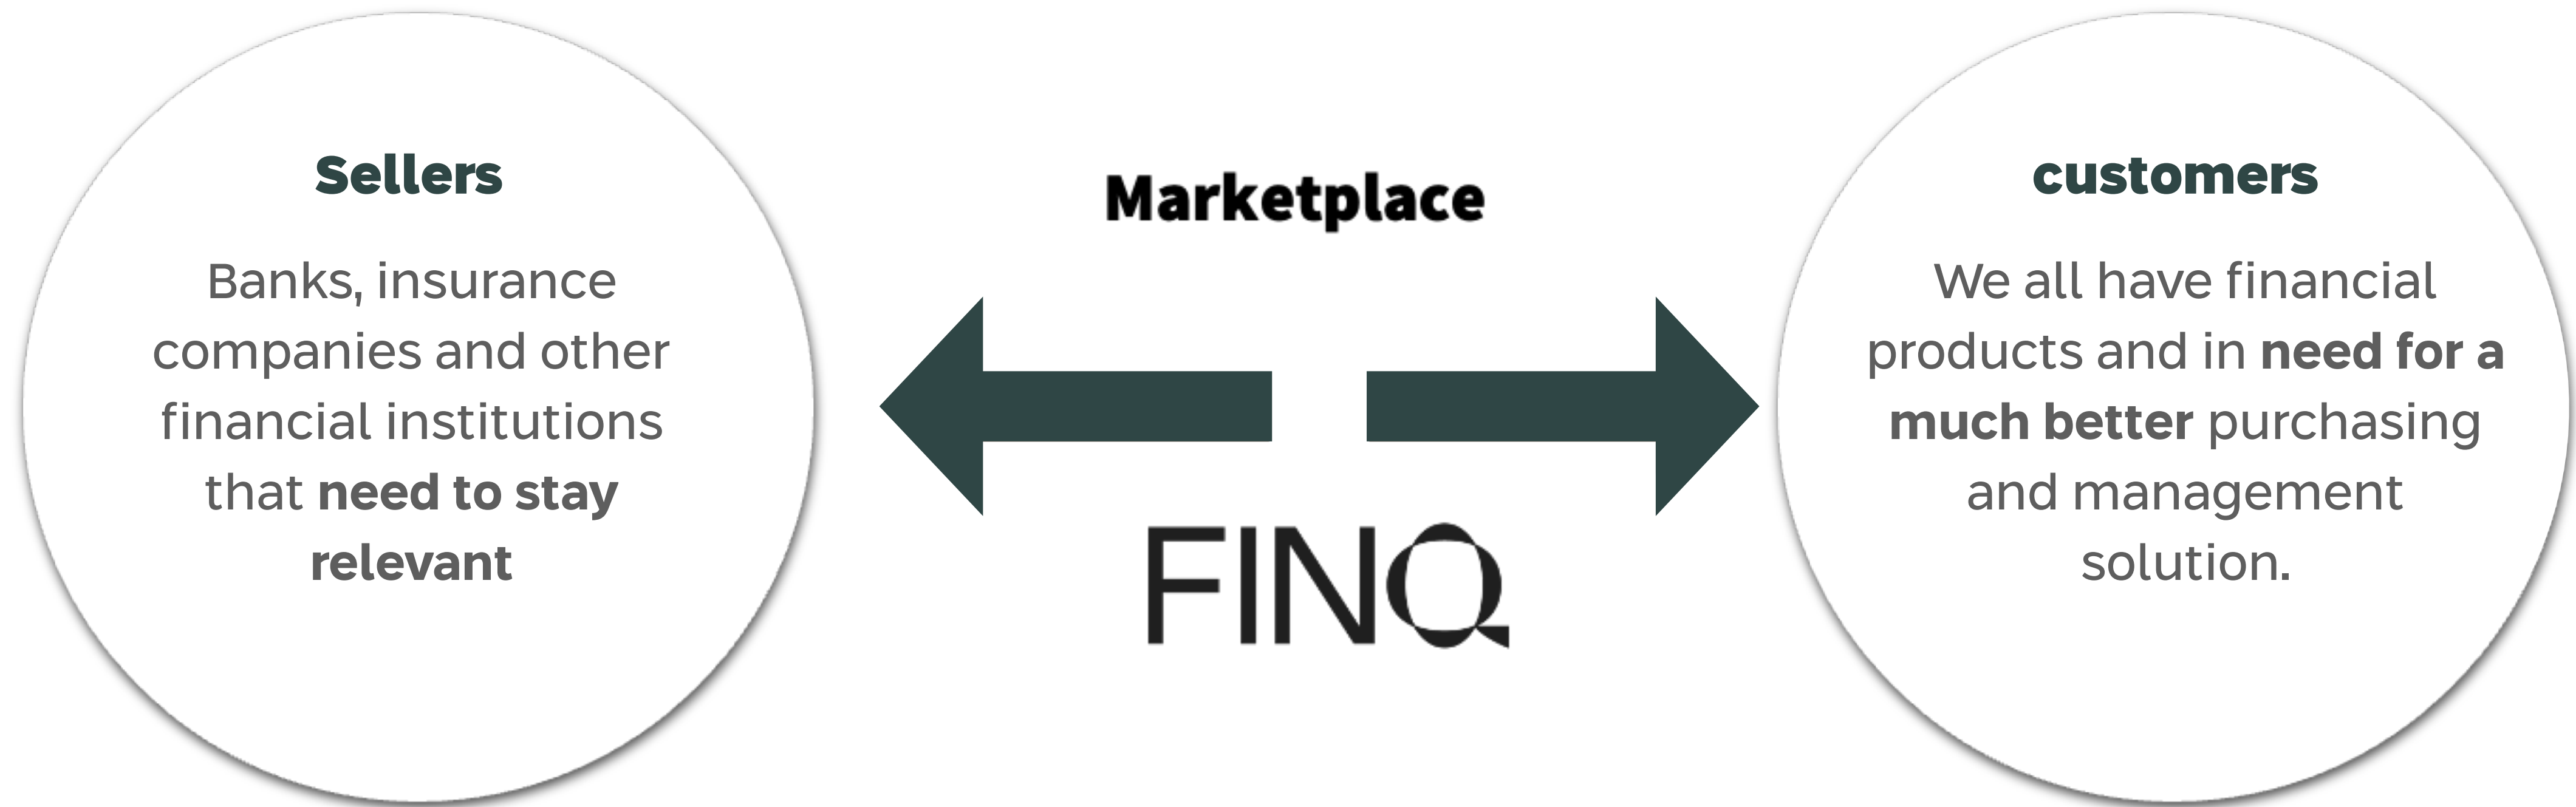 Sellers
Banks, insurance
companies and other
financial institutions
that need to stay
relevant
Marketplace
FINQ
customers
We all have financial
products and in need for a
much better purchasing
and management
solution.